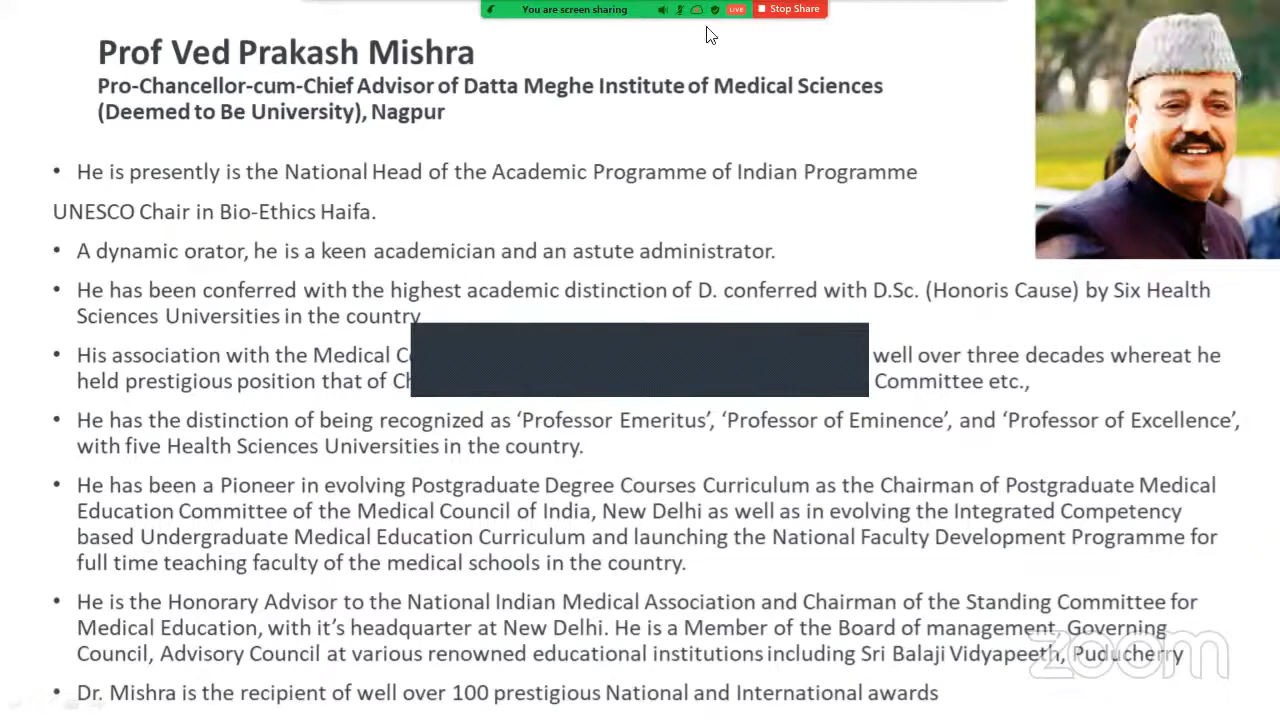 You are screen sharing
LIVE
Stop Share
Prof Ved Prakash Mishra
Pro-Chancellor-cum-Chief Advisor of Datta Meghe Institute of Medical Sciences
(Deemed to Be University), Nagpur
• He is presently is the National Head of the Academic Programme of Indian Programme
UNESCO Chair in Bio-Ethics Haifa.
• A dynamic orator, he is a keen academician and an astute administrator.
• He has been conferred with the highest academic distinction of D. conferred with D.Sc. (Honoris Cause) by Six Health
Sciences Universities in the country
• His association with the Medical well over three decades whereat he
held prestigious position that of Committee etc.,
• He has the distinction of being recognized as ‘Professor Emeritus’, ‘Professor of Eminence’, and ‘Professor of Excellence’,
with five Health Sciences Universities in the country.
• He has been a Pioneer in evolving Postgraduate Degree Courses Curriculum as the Chairman of Postgraduate Medical
Education Committee of the Medical Council of India, New Delhi as well as in evolving the Integrated Competency
based Undergraduate Medical Education Curriculum and launching the National Faculty Development Programme for
full time teaching faculty of the medical schools in the country.
• He is the Honorary Advisor to the National Indian Medical Association and Chairman of the Standing Committee for
Medical Education, with it’s headquarter at New Delhi. He is a Member of the Board of management, Governing
Council, Advisory Council at various renowned educational institutions including Sri Balaji Vidyapeeth, Puducherry
zoom
• Dr. Mishra is the recipient of well over 100 prestigious National and International awards